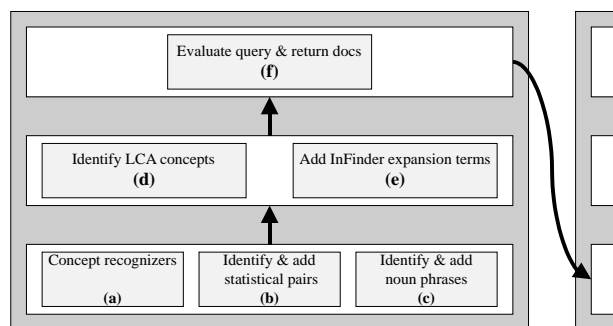 Evaluate query & return docs
(f)
Identify LCA concepts
(d)
Add InFinder expansion terms
(e)
Concept recognizers
(a)
Identify & add
statistical pairs
(b)
Identify & add
noun phrases
(c)